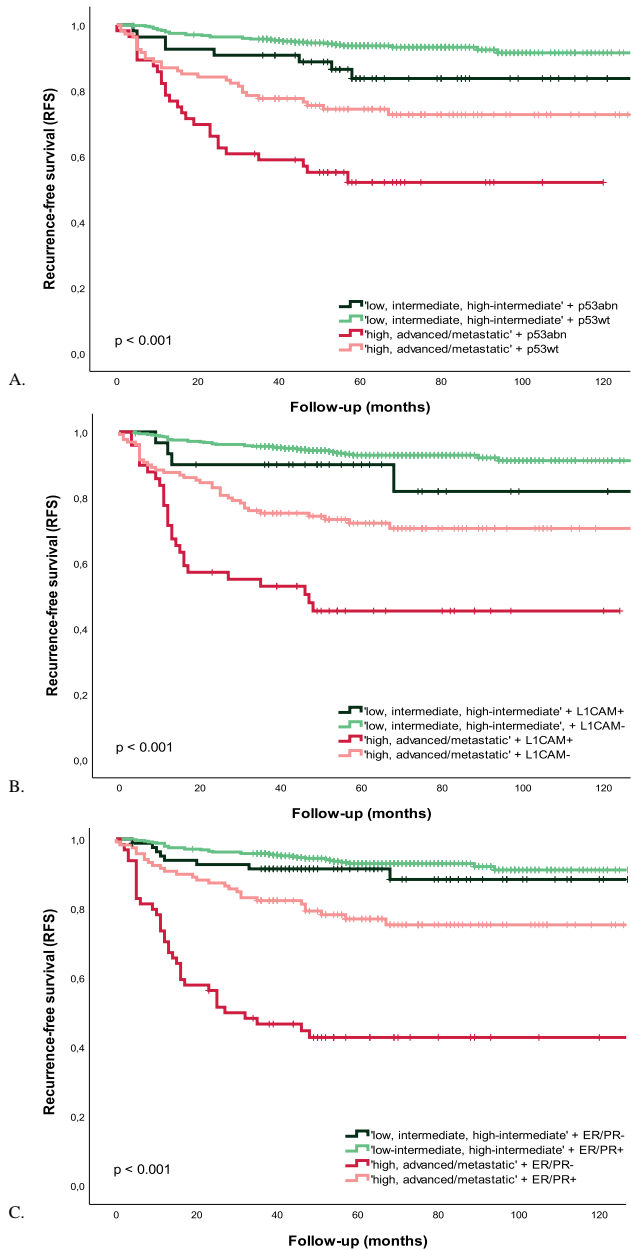 1,0
0,8
0,6
0,4
0,2
0,0
Recurrence-free survival (RFS)
'low, intermediate, high-intermediate' + p53abn
'low, intermediate, high-intermediate' + p53wt
'high, advanced/metastatic' + p53abn
'high, advanced/metastatic' + p53wt
p < 0.001
A.
0 20 40 60 80 100 120
Follow-up (months)
1,0
0,8
0,6
0,4
0,2
0,0
Recurrence-free survival (RFS)
'low, intermediate, high-intermediate' + L1CAM+
'low, intermediate, high-intermediate', + L1CAM-
'high, advanced/metastatic' + L1CAM+
'high, advanced/metastatic' + L1CAM-
p < 0.001
B.
0 20 40 60 80 100 120
Follow-up (months)
1,0
0,8
0,6
0,4
0,2
0,0
Recurrence-free survival (RFS)
'low, intermediate, high-intermediate' + ER/PR-
'low-intermediate, high-intermediate' + ER/PR+
'high, advanced/metastatic' + ER/PR-
'high, advanced/metastatic' + ER/PR+
p < 0.001
C.
0 20 40 60 80 100 120
Follow-up (months)